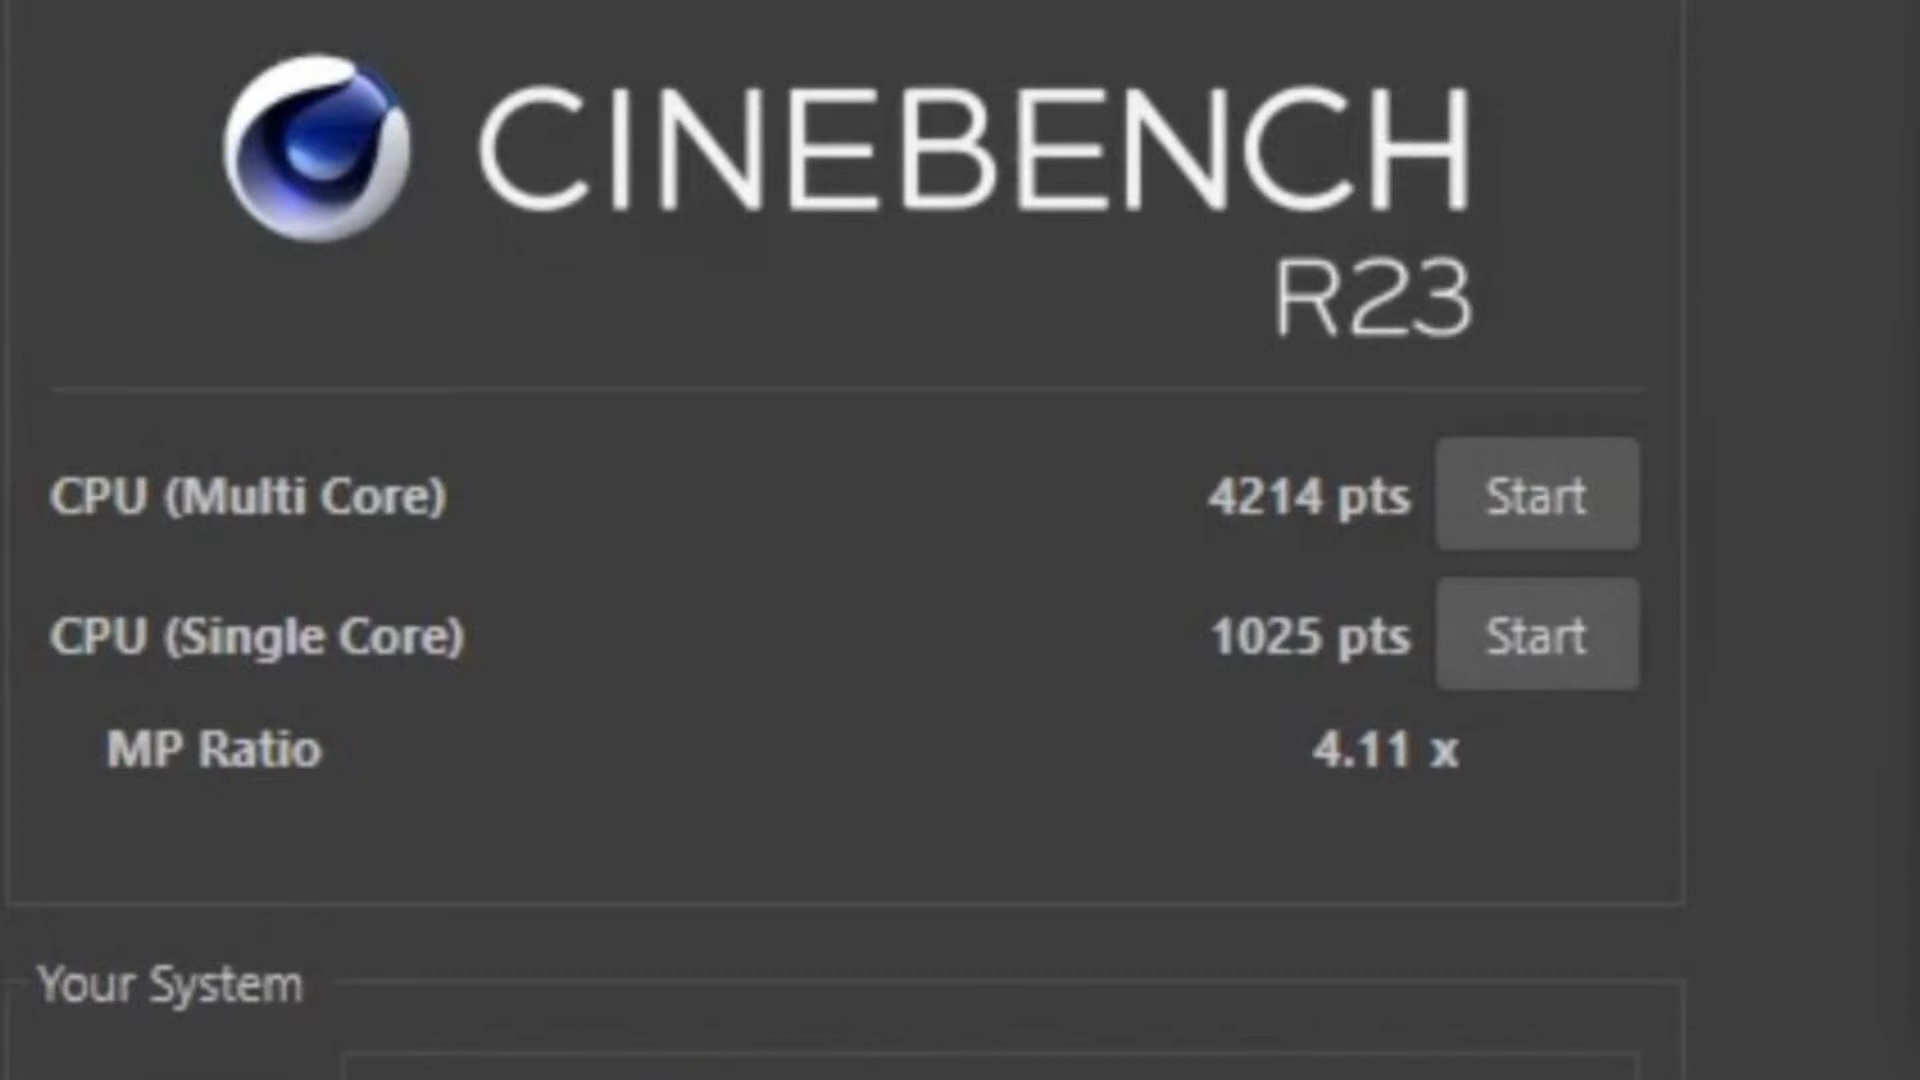 CINEBENCH
R23
CPU (Multi Core) 4214 pts Start
CPU (Single Core) 1025 pts Start
MP Ratio 4.11 x
Your System